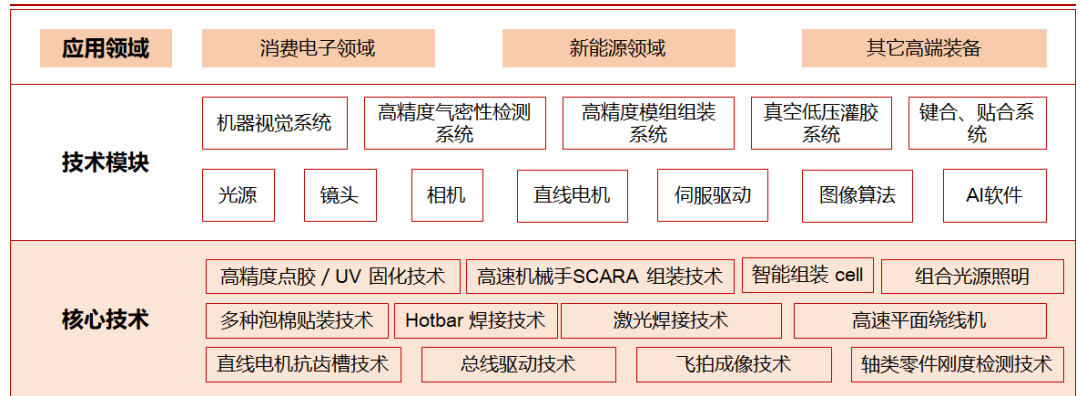 应用领域 消费电子领域 新能源领域 其它高端装备
技术模块
机器视觉系统
高精度气密性检测
系统
高精度模组组装
系统
真空低压灌胶
系统
键合、贴合系
统
光源 镜头 相机 直线电机 伺服驱动 图像算法 AI软件
核心技术
高精度点胶 / UV 固化技术 高速机械手SCARA 组装技术 智能组装 cell 组合光源照明
多种泡棉贴装技术 Hotbar 焊接技术 激光焊接技术 高速平面绕线机
直线电机抗齿槽技术 总线驱动技术 飞拍成像技术 轴类零件刚度检测技术